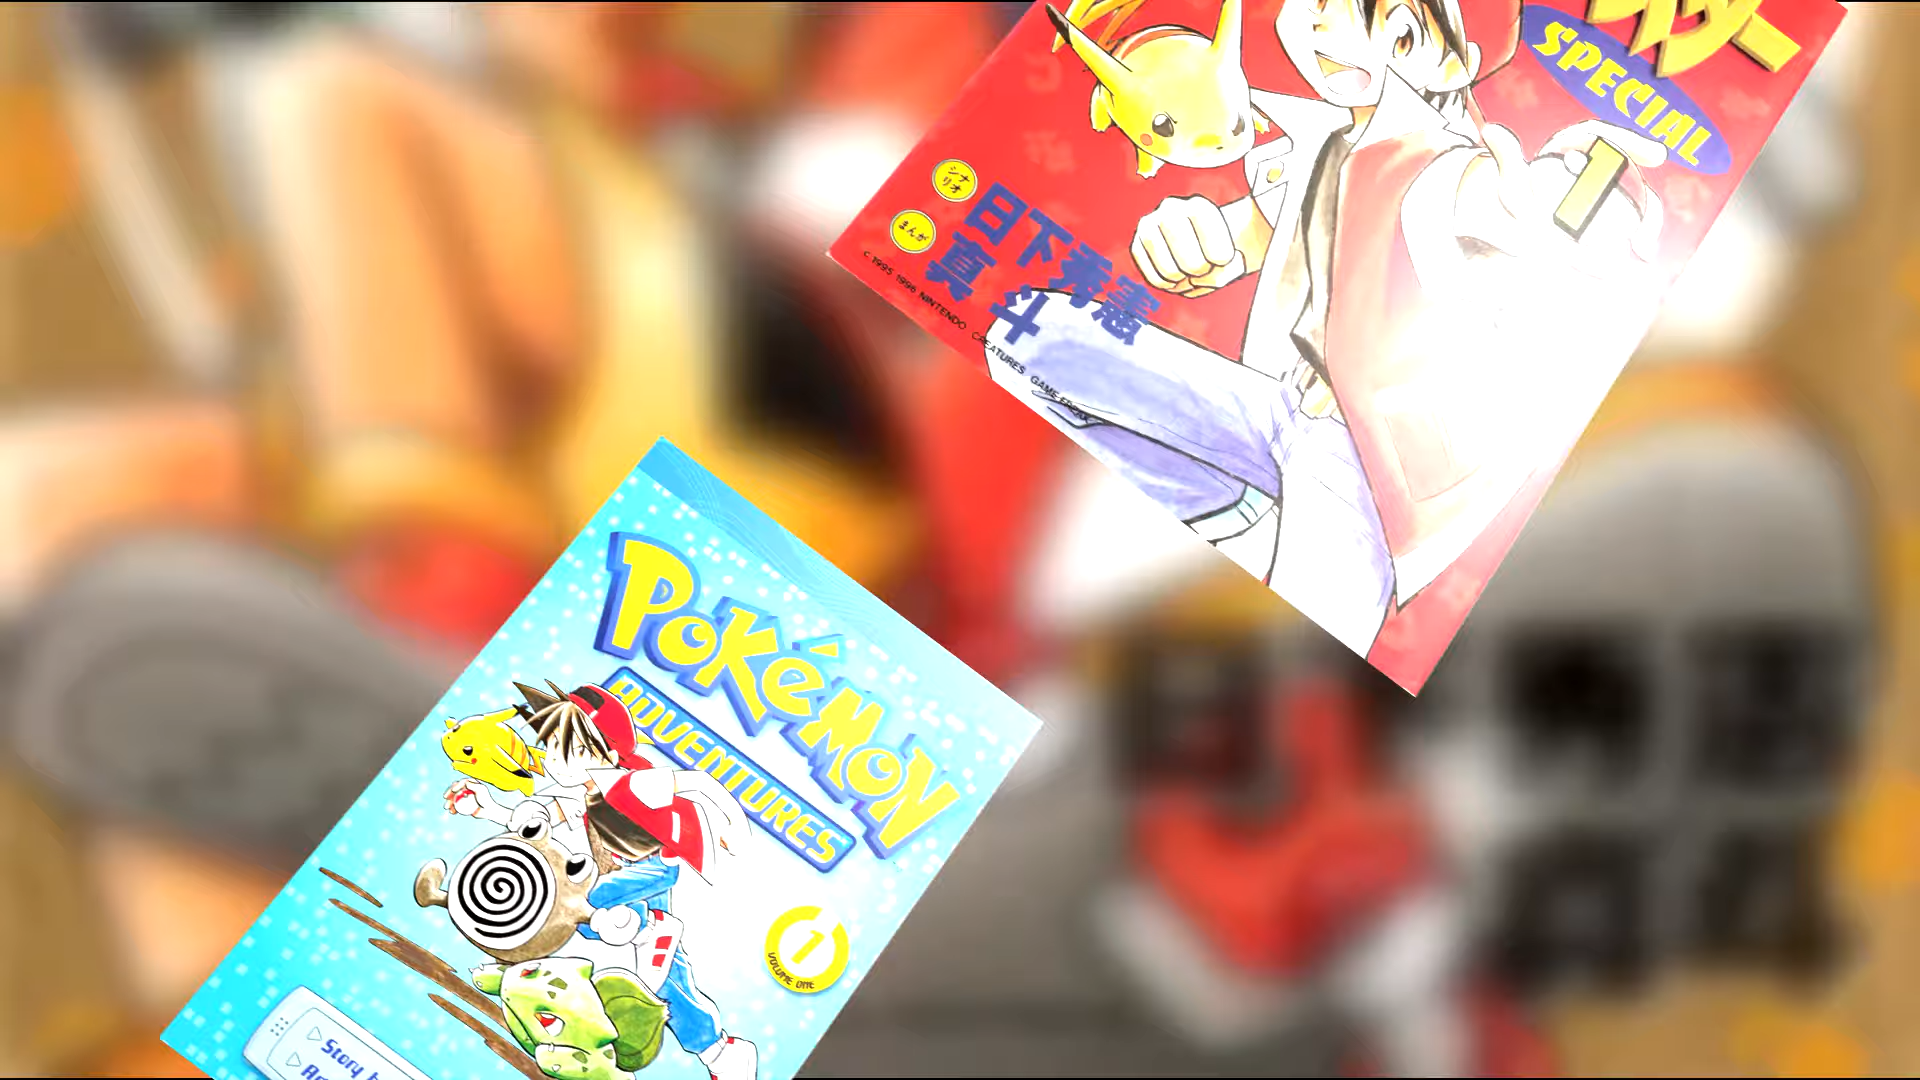 SPECIAL
1
シナリオ
日下秀憲
まんが
真斗
©1995 1996 NINTENDO CREATURES GAME FREAK
POKéMON
ADVENTURES
1
VOLUME ONE
Story